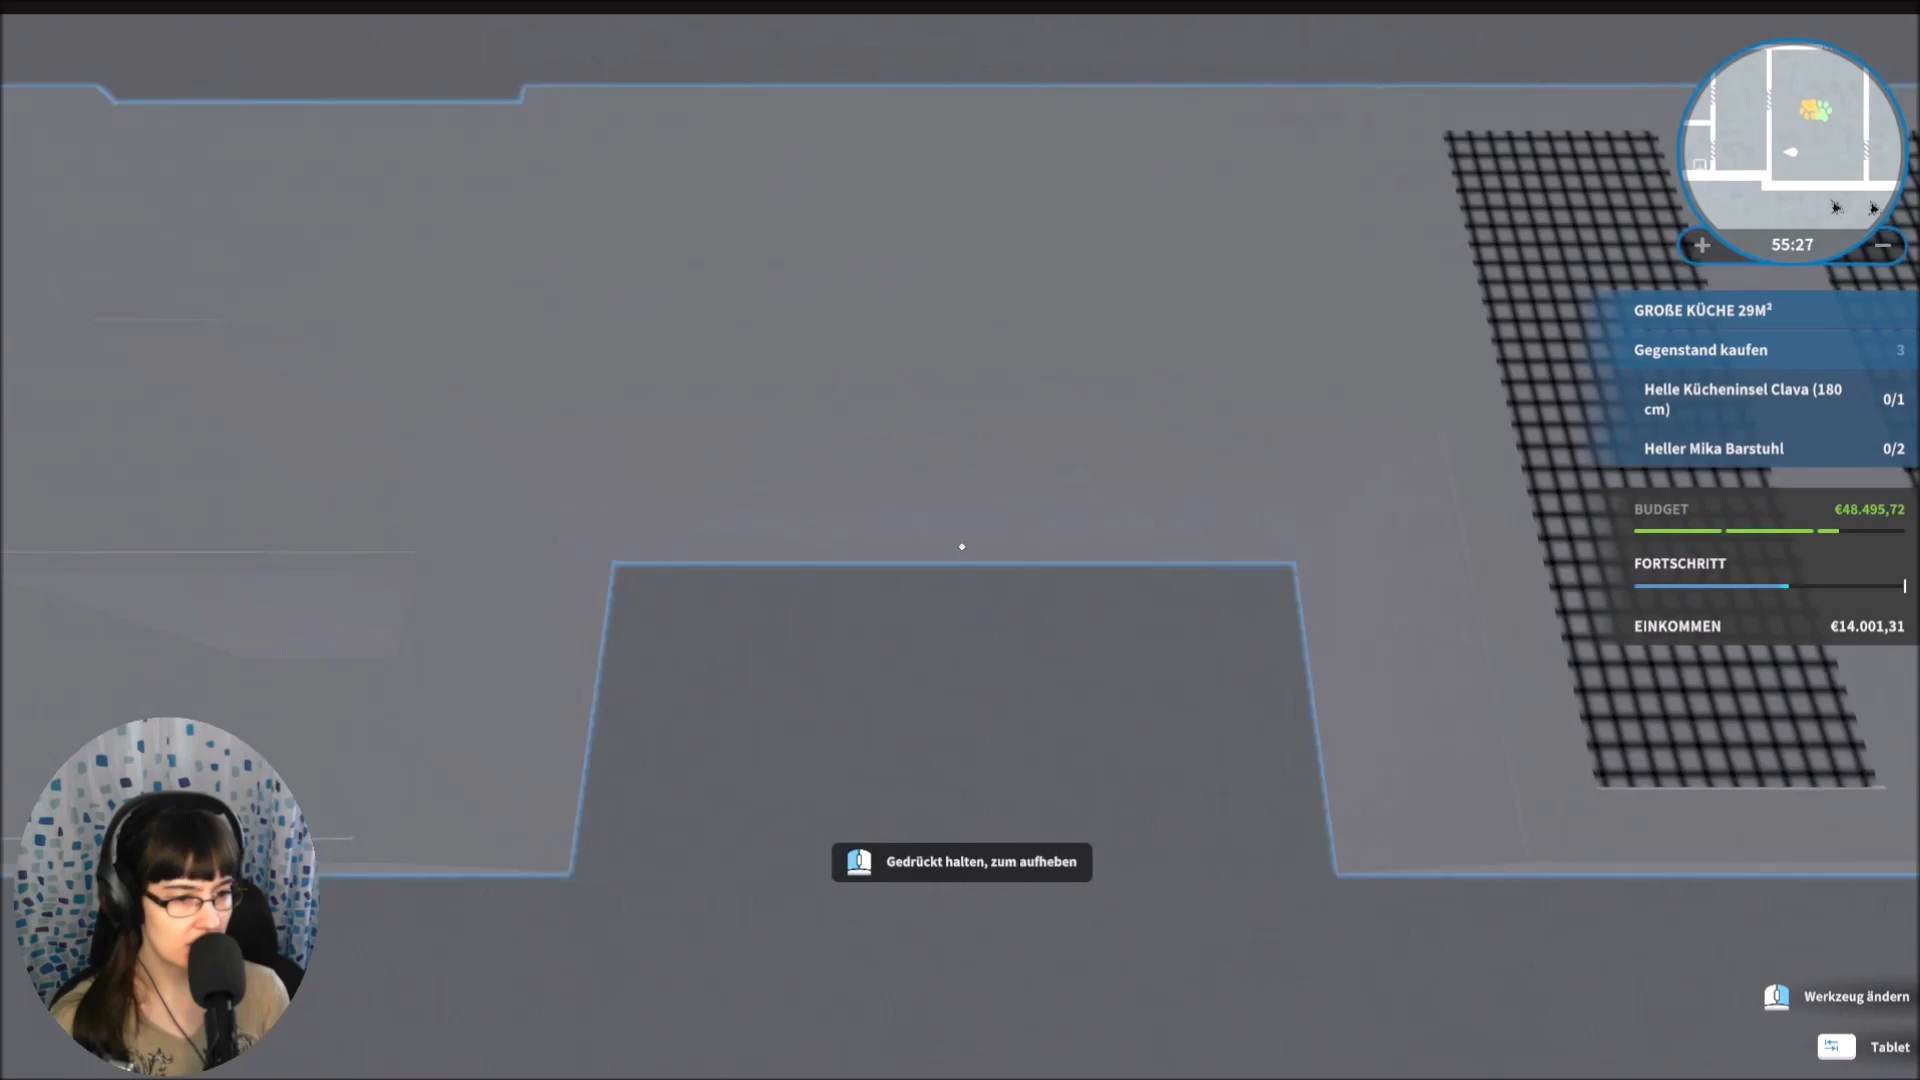 55:27
GROßE KÜCHE 29M²
Gegenstand kaufen 3
Helle Kücheninsel Clava (180
cm) 0/1
Heller Mika Barstuhl 0/2
BUDGET €48.495,72
FORTSCHRITT
EINKOMMEN €14.001,31
Gedrückt halten, zum aufheben
Werkzeug ändern
Tablet